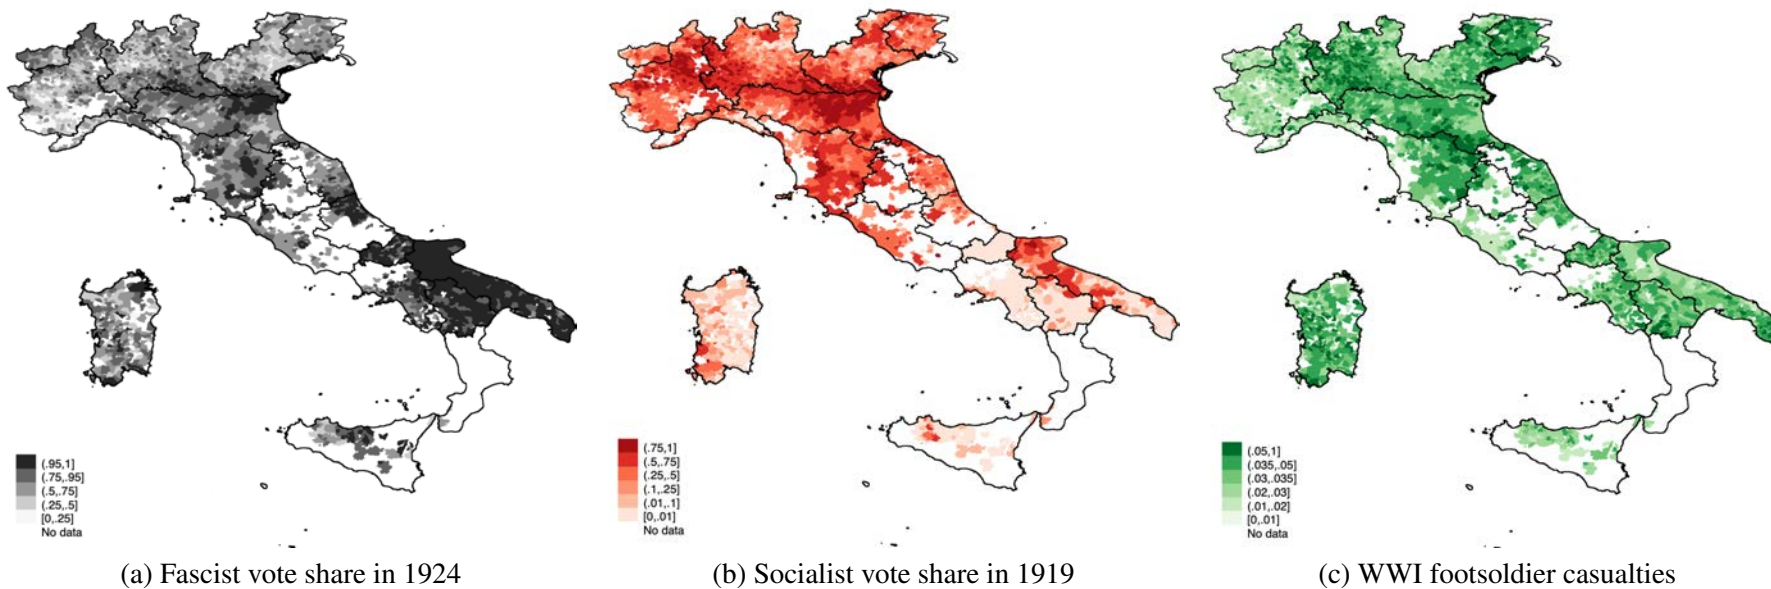 (.95,1]
(.75,.95]
(.5,.75]
(.25,.5]
[0,.25]
No data
(a) Fascist vote share in 1924
(.75,1]
(.5,.75]
(.25,.5]
(.1,.25]
(.01,.1]
[0,.01]
No data
(b) Socialist vote share in 1919
(.05,1]
(.035,.05]
(.03,.035]
(.02,.03]
(.01,.02]
[0,.01]
No data
(c) WWI footsoldier casualties